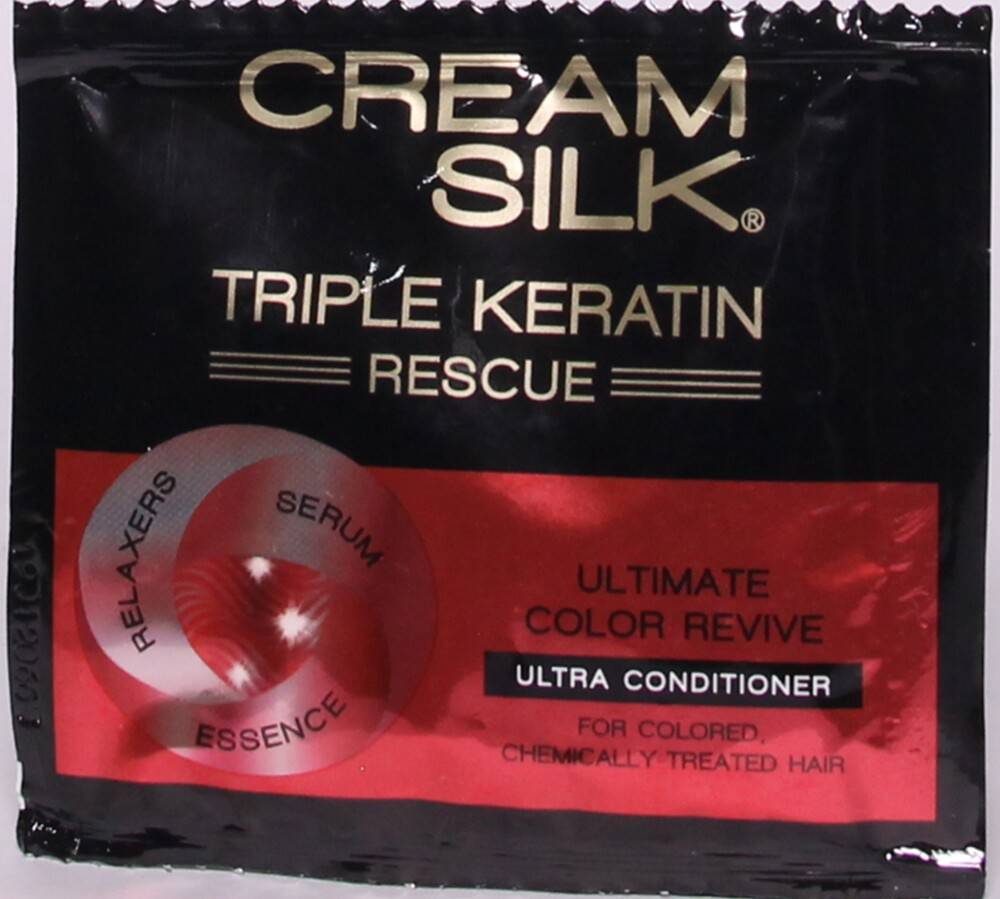 CREAM
SILK®
TRIPLE KERATIN
RESCUE
RELAXERS
SERUM
ESSENCE
ULTIMATE
COLOR REVIVE
ULTRA CONDITIONER
FOR COLORED,
CHEMICALLY TREATED HAIR